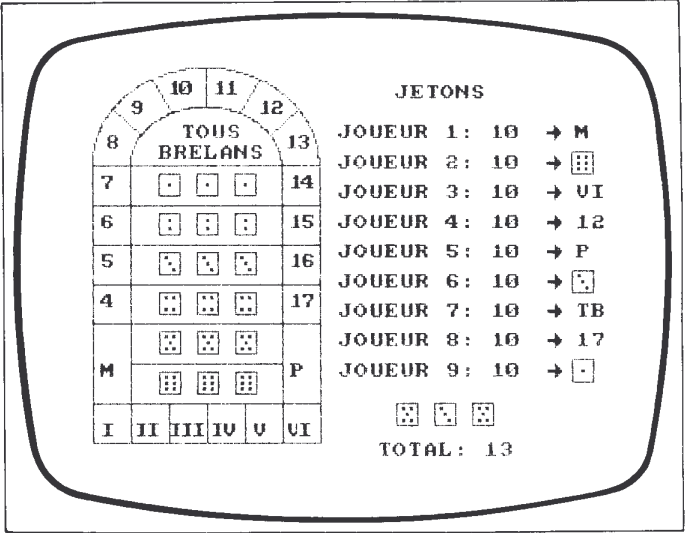 10 11
9 12
8 13
TOUS
BRELANS
7 14
6 15
5 16
4 17
M P
I II III IV V VI
JETONS
JOUEUR 1: 10 → M
JOUEUR 2: 10 →
JOUEUR 3: 10 → VI
JOUEUR 4: 10 → 12
JOUEUR 5: 10 → P
JOUEUR 6: 10 →
JOUEUR 7: 10 → TB
JOUEUR 8: 10 → 17
JOUEUR 9: 10 →
TOTAL: 13